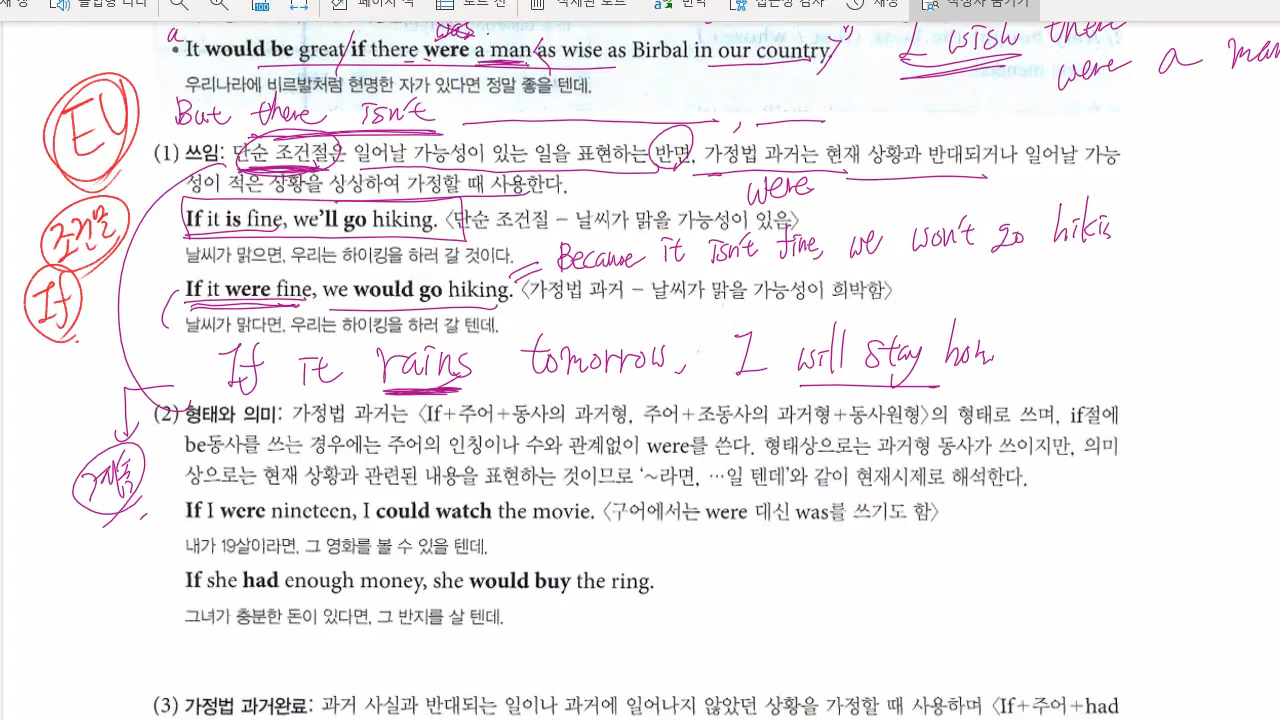 페이지 색
적성자 숨기기
was
a
• It would be great if there were a man as wise as Birbal in our country. I wish there
were a man
우리나라에 비르발처럼 현명한 자가 있다면 정말 좋을 텐데.
But there isn't
(1) 쓰임: 단순 조건절은 일어날 가능성이 있는 일을 표현하는 반면, 가정법 과거는 현재 상황과 반대되거나 일어날 가능
성이 적은 상황을 상상하여 가정할 때 사용한다.
were
If it is fine, we'll go hiking. 〈단순 조건절 – 날씨가 맑을 가능성이 있음〉
조건문
날씨가 맑으면, 우리는 하이킹을 하러 갈 것이다.
= Because it isn't fine, we won't go
If
If it were fine, we would go hiking. 〈가정법 과거 – 날씨가 맑을 가능성이 희박함〉
날씨가 맑다면, 우리는 하이킹을 하러 갈 텐데.
If it rains tomorrow, I will stay
(2) 형태와 의미: 가정법 과거는 〈If+주어+동사의 과거형, 주어+조동사의 과거형+동사원형〉의 형태로 쓰며, if절에
be동사를 쓰는 경우에는 주어의 인칭이나 수와 관계없이 were를 쓴다. 형태상으로는 과거형 동사가 쓰이지만, 의미
상으로는 현재 상황과 관련된 내용을 표현하는 것이므로 '~라면, …일 텐데'와 같이 현재시제로 해석한다.
If I were nineteen, I could watch the movie. 〈구어에서는 were 대신 was를 쓰기도 함〉
내가 19살이라면, 그 영화를 볼 수 있을 텐데.
If she had enough money, she would buy the ring.
그녀가 충분한 돈이 있다면, 그 반지를 살 텐데.
(3) 가정법 과거완료: 과거 사실과 반대되는 일이나 과거에 일어나지 않았던 상황을 가정할 때 사용하며 〈If+주어+had